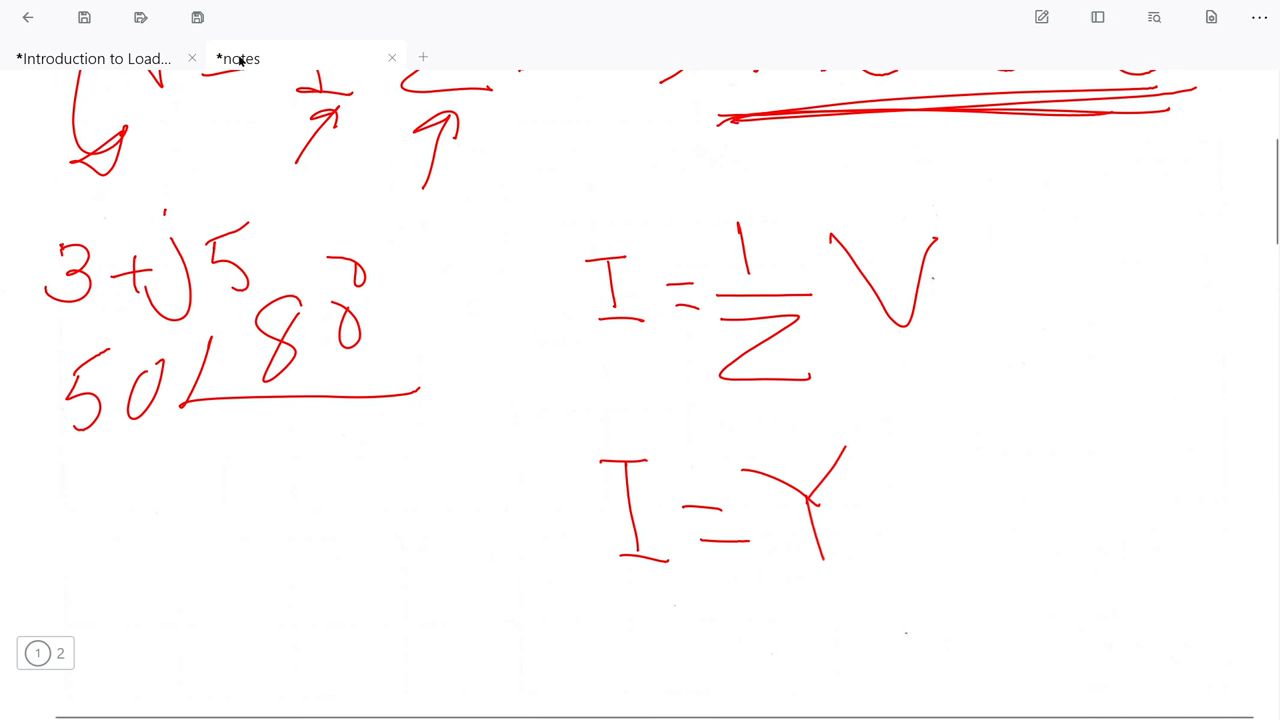 *Introduction to Load...
*notes
3 + j5
I = 1/Z V
50∠80°
I = Y
1 2